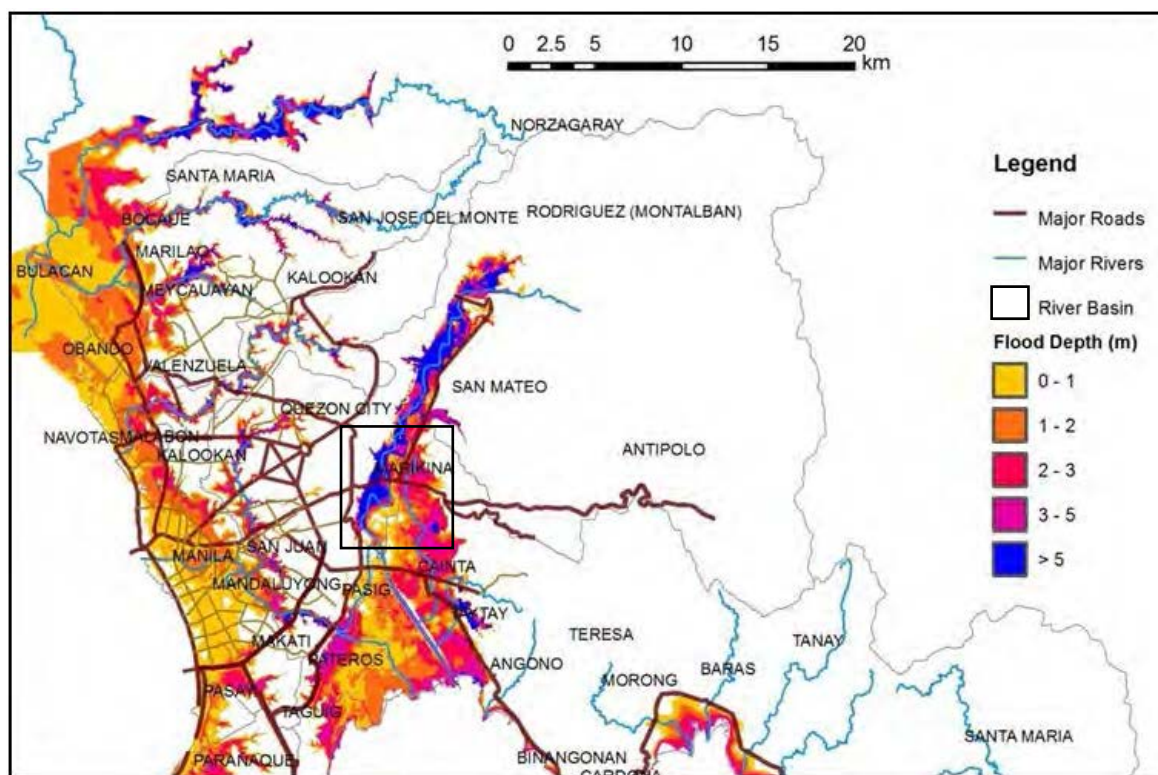 0 2.5 5 10 15 20
km
NORZAGARAY
SANTA MARIA
BOCAUE
SAN JOSE DEL MONTE
RODRIGUEZ (MONTALBAN)
MARILAO
BULACAN
KALOOKAN
MEYCAUAYAN
OBANDO
VALENZUELA
SAN MATEO
QUEZON CITY
NAVOTAS
MALABON
KALOOKAN
MARIKINA
ANTIPOLO
MANILA
SAN JUAN
CAINTA
MANDALUYONG
PASIG
TAYTAY
MAKATI
TERESA
TANAY
PATEROS
ANGONO
BARAS
MORONG
PASAY
TAGUIG
SANTA MARIA
PARAÑAQUE
BINANGONAN
CARDONA
Legend
Major Roads
Major Rivers
River Basin
Flood Depth (m)
0 - 1
1 - 2
2 - 3
3 - 5
> 5